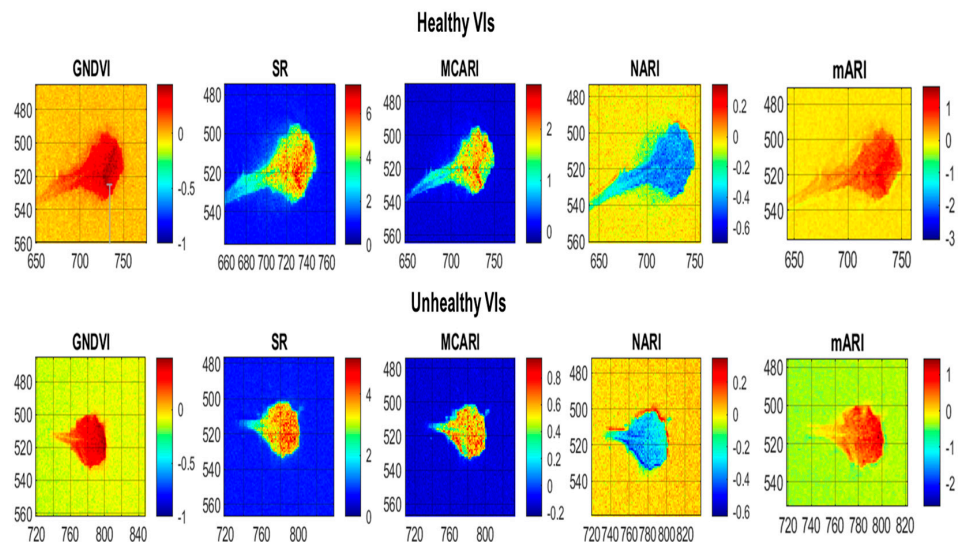 Healthy VIs
GNDVI SR MCARI NARI mARI
480 500 520 540 560
650 700 750
0 -0.5 -1
480 500 520 540
660 680 700 720 740 760
6 4 2 0
480 500 520 540 560
650 700 750
2 1 0
480 500 520 540 560
650 700 750
0.2 0 -0.2 -0.4 -0.6
480 500 520 540
650 700 750
1 0 -1 -2 -3
Unhealthy VIs
GNDVI SR MCARI NARI mARI
480 500 520 540 560
720 760 800 840
0 -0.5 -1
480 500 520 540 560
720 760 800
4 2 0
480 500 520 540 560
720 760 800
0.8 0.6 0.4 0.2 0 -0.2
480 500 520 540
720 740 760 780 800 820
0.2 0 -0.2 -0.4 -0.6
480 500 520 540
720 740 760 780 800 820
1 0 -1 -2